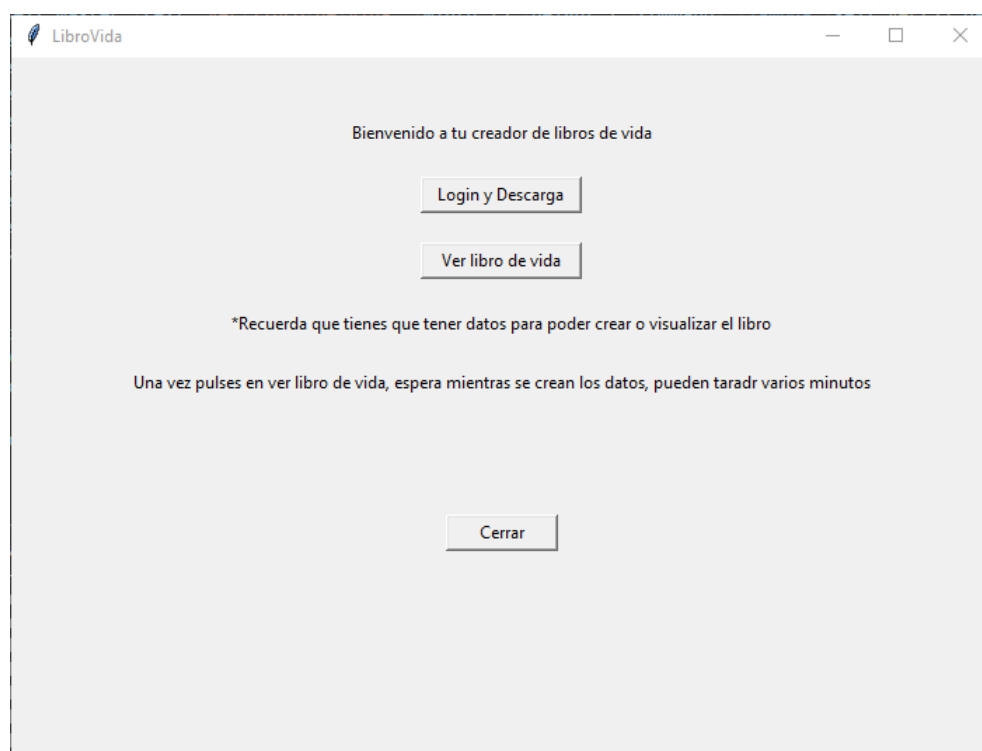 LibroVida
Bienvenido a tu creador de libros de vida
Login y Descarga
Ver libro de vida
*Recuerda que tienes que tener datos para poder crear o visualizar el libro
Una vez pulses en ver libro de vida, espera mientras se crean los datos, pueden taradr varios minutos
Cerrar